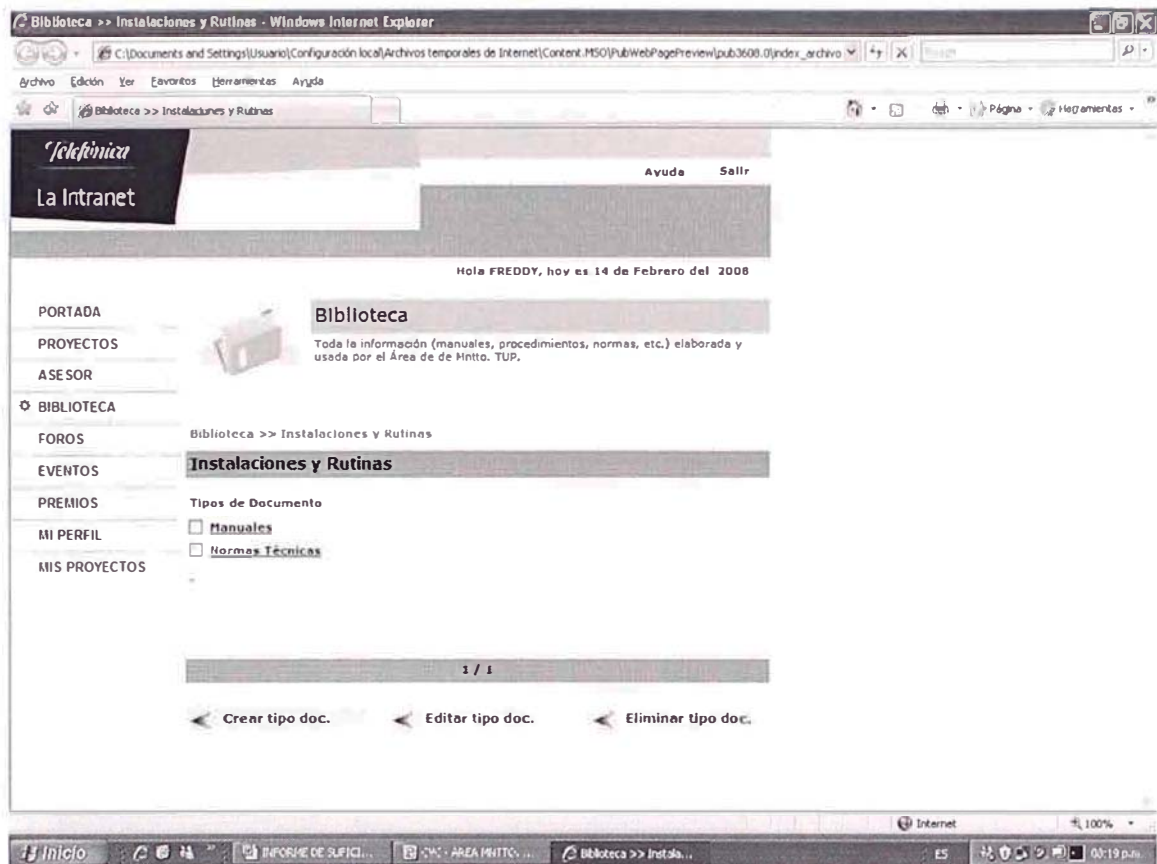 Biblioteca >> Instalaciones y Rutinas - Windows Internet Explorer
C:\Documents and Settings\Usuario\Configuración local\Archivos temporales de Internet\Content.MSO\PubWebPagePreview\pub3608.0\index_archivo
Archivo Edición Ver Favoritos Herramientas Ayuda
Biblioteca >> Instalaciones y Rutinas
Página Herramientas
Telefónica
La Intranet
Ayuda Salir
Hola FREDDY, hoy es 14 de Febrero del 2008
PORTADA
PROYECTOS
ASESOR
BIBLIOTECA
FOROS
EVENTOS
PREMIOS
MI PERFIL
MIS PROYECTOS
Biblioteca
Toda la información (manuales, procedimientos, normas, etc.) elaborada y
usada por el Área de de Mntto. TUP.
Biblioteca >> Instalaciones y Rutinas
Instalaciones y Rutinas
Tipos de Documento
Manuales
Normas Técnicas
1 / 1
Crear tipo doc. Editar tipo doc. Eliminar tipo doc.
Internet 100%
Inicio INFORME DE SUFICI... - AREA MNTTO. ... Biblioteca >> Instala... ES 03:19 p.m.